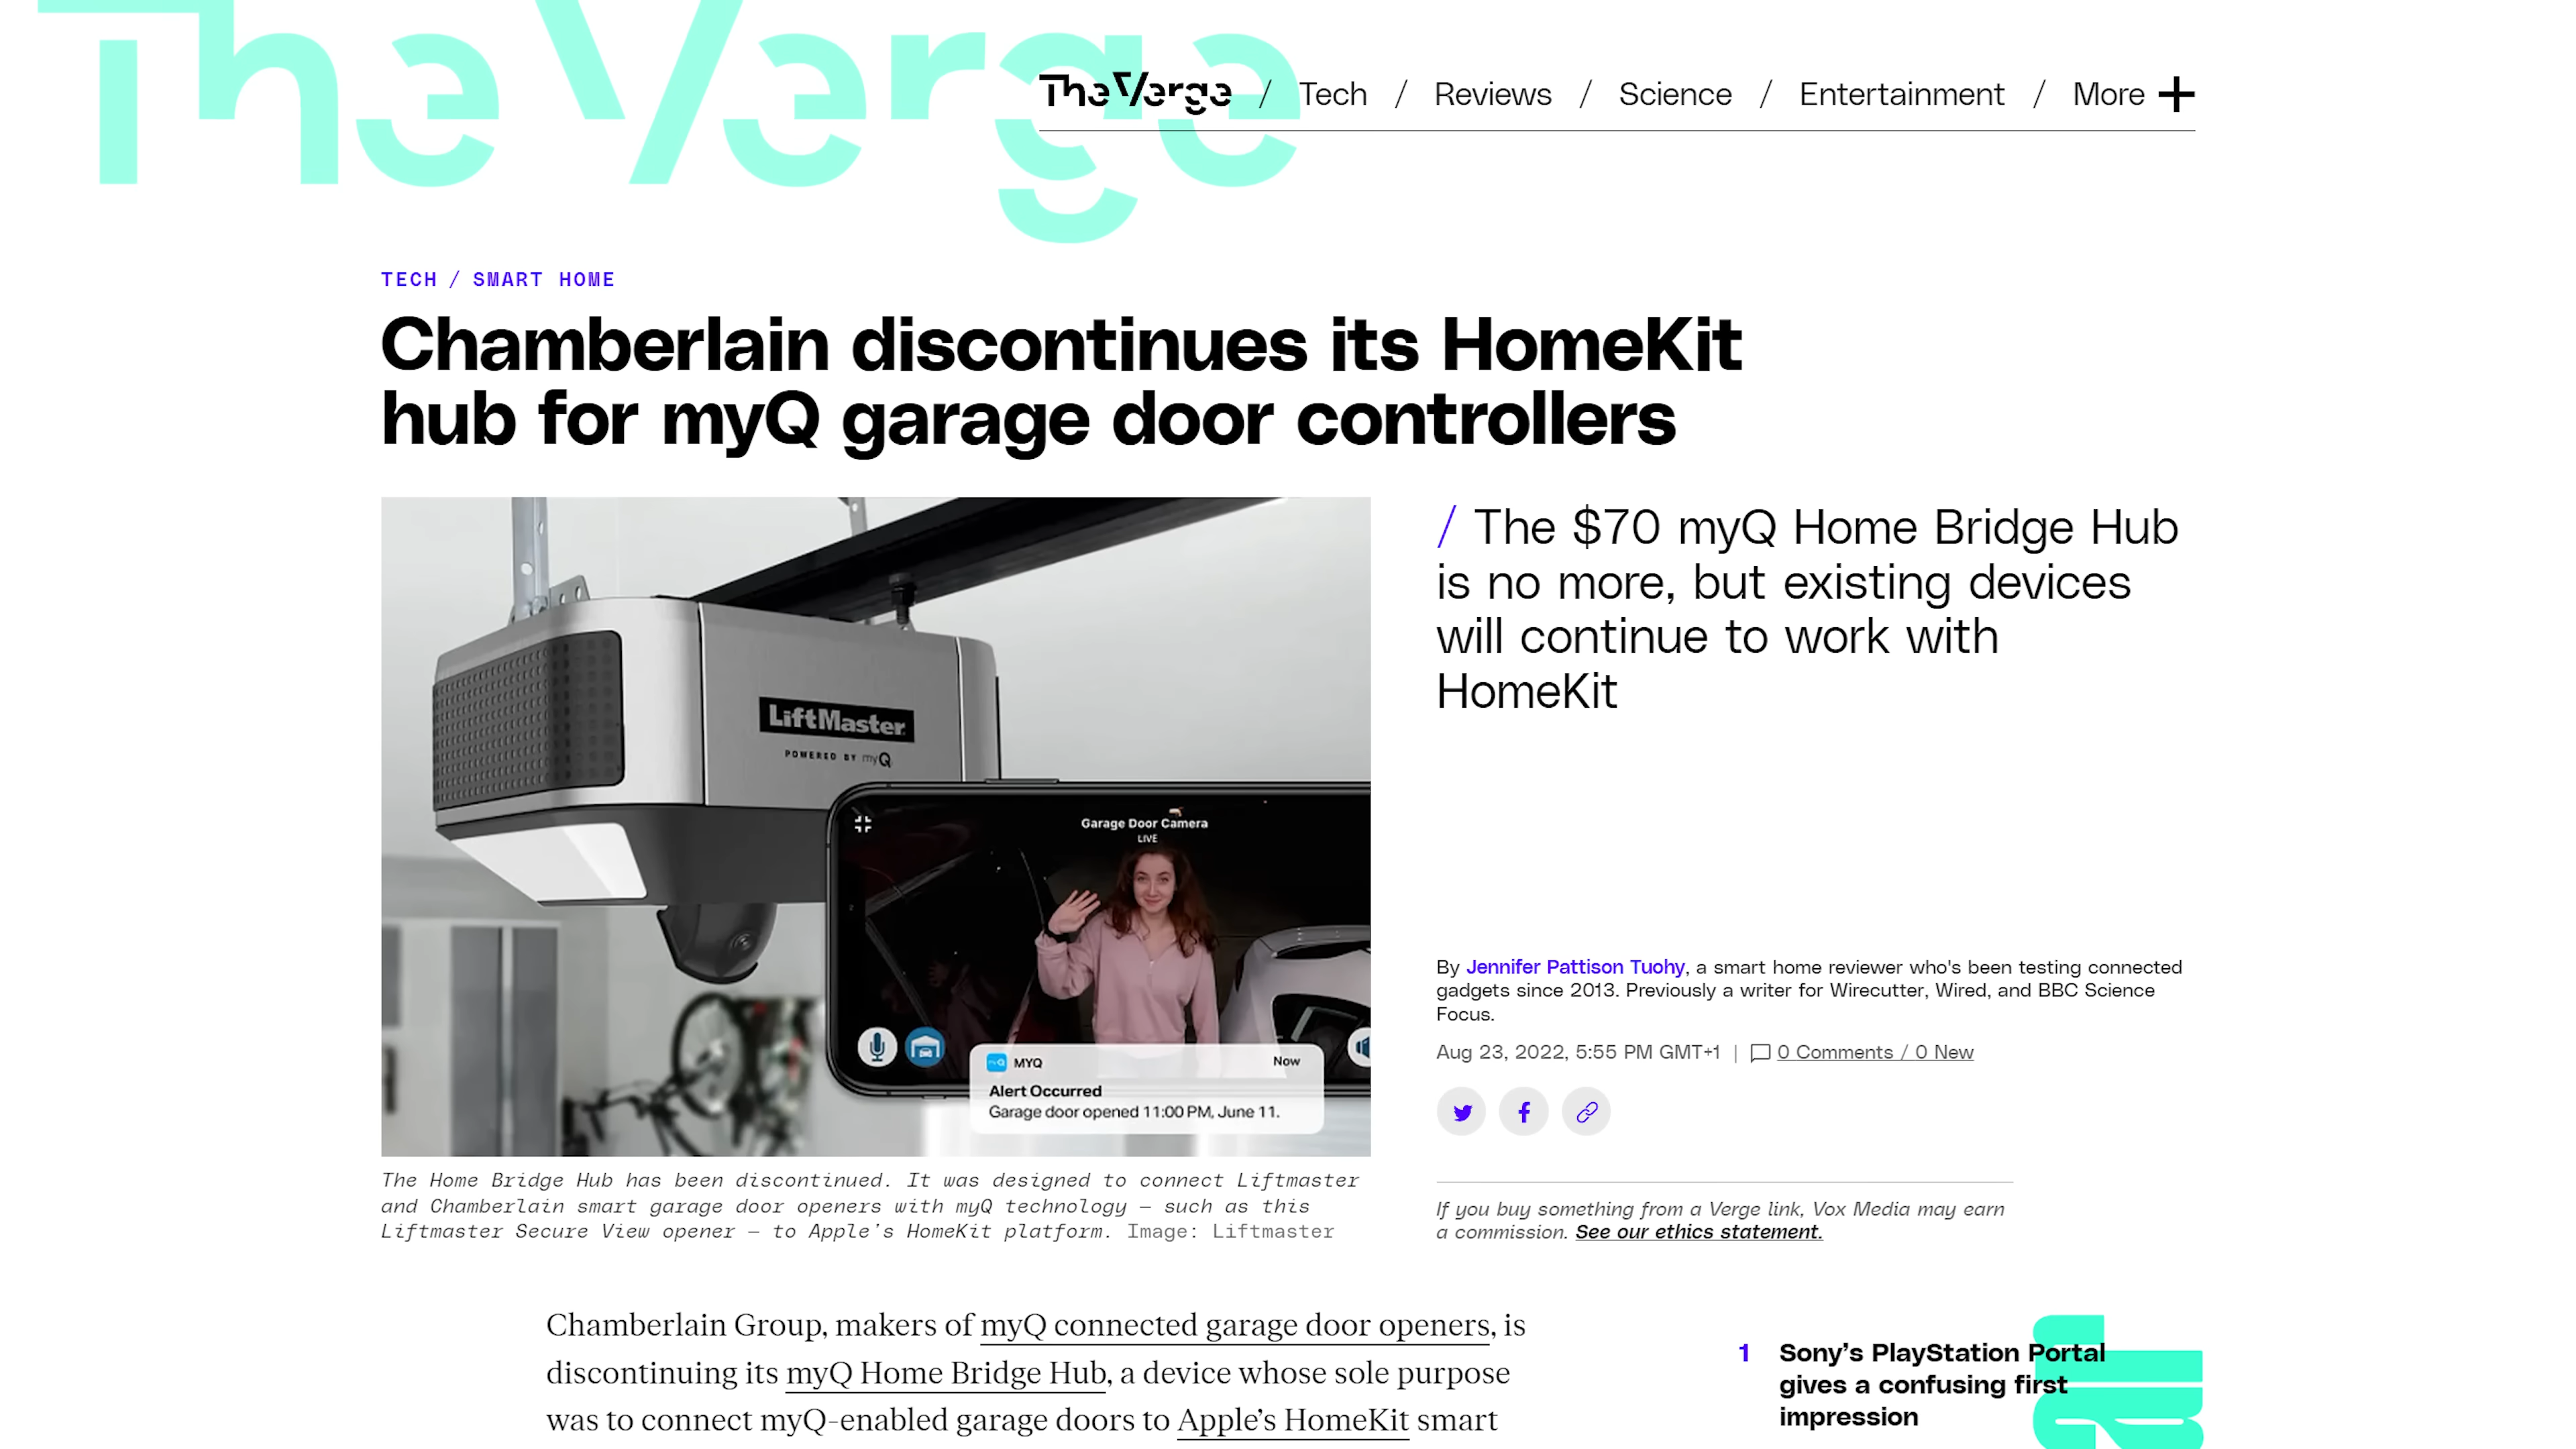 The Verge
The Verge / Tech / Reviews / Science / Entertainment / More +
TECH / SMART HOME
Chamberlain discontinues its HomeKit
hub for myQ garage door controllers
/ The $70 myQ Home Bridge Hub
is no more, but existing devices
will continue to work with
HomeKit
LiftMaster
POWERED BY myQ
Garage Door Camera
LIVE
MYQ Now
Alert Occurred
Garage door opened 11:00 PM, June 11.
By Jennifer Pattison Tuohy, a smart home reviewer who's been testing connected
gadgets since 2013. Previously a writer for Wirecutter, Wired, and BBC Science
Focus.
Aug 23, 2022, 5:55 PM GMT+1 | 0 Comments / 0 New
The Home Bridge Hub has been discontinued. It was designed to connect Liftmaster
and Chamberlain smart garage door openers with myQ technology — such as this
Liftmaster Secure View opener — to Apple’s HomeKit platform. Image: Liftmaster
If you buy something from a Verge link, Vox Media may earn
a commission. See our ethics statement.
Chamberlain Group, makers of myQ connected garage door openers, is
discontinuing its myQ Home Bridge Hub, a device whose sole purpose
was to connect myQ-enabled garage doors to Apple’s HomeKit smart
1 Sony’s PlayStation Portal
gives a confusing first
impression